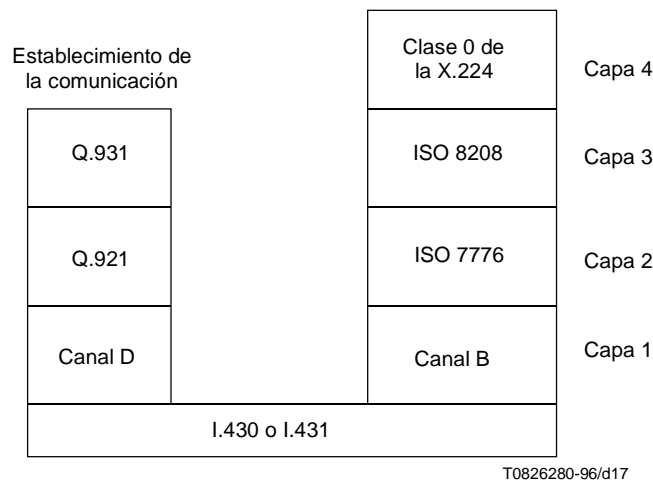 Establecimiento de
la comunicación
Clase 0 de
la X.224
Capa 4
Q.931
ISO 8208
Capa 3
Q.921
ISO 7776
Capa 2
Canal D
Canal B
Capa 1
I.430 o I.431
T0826280-96/d17